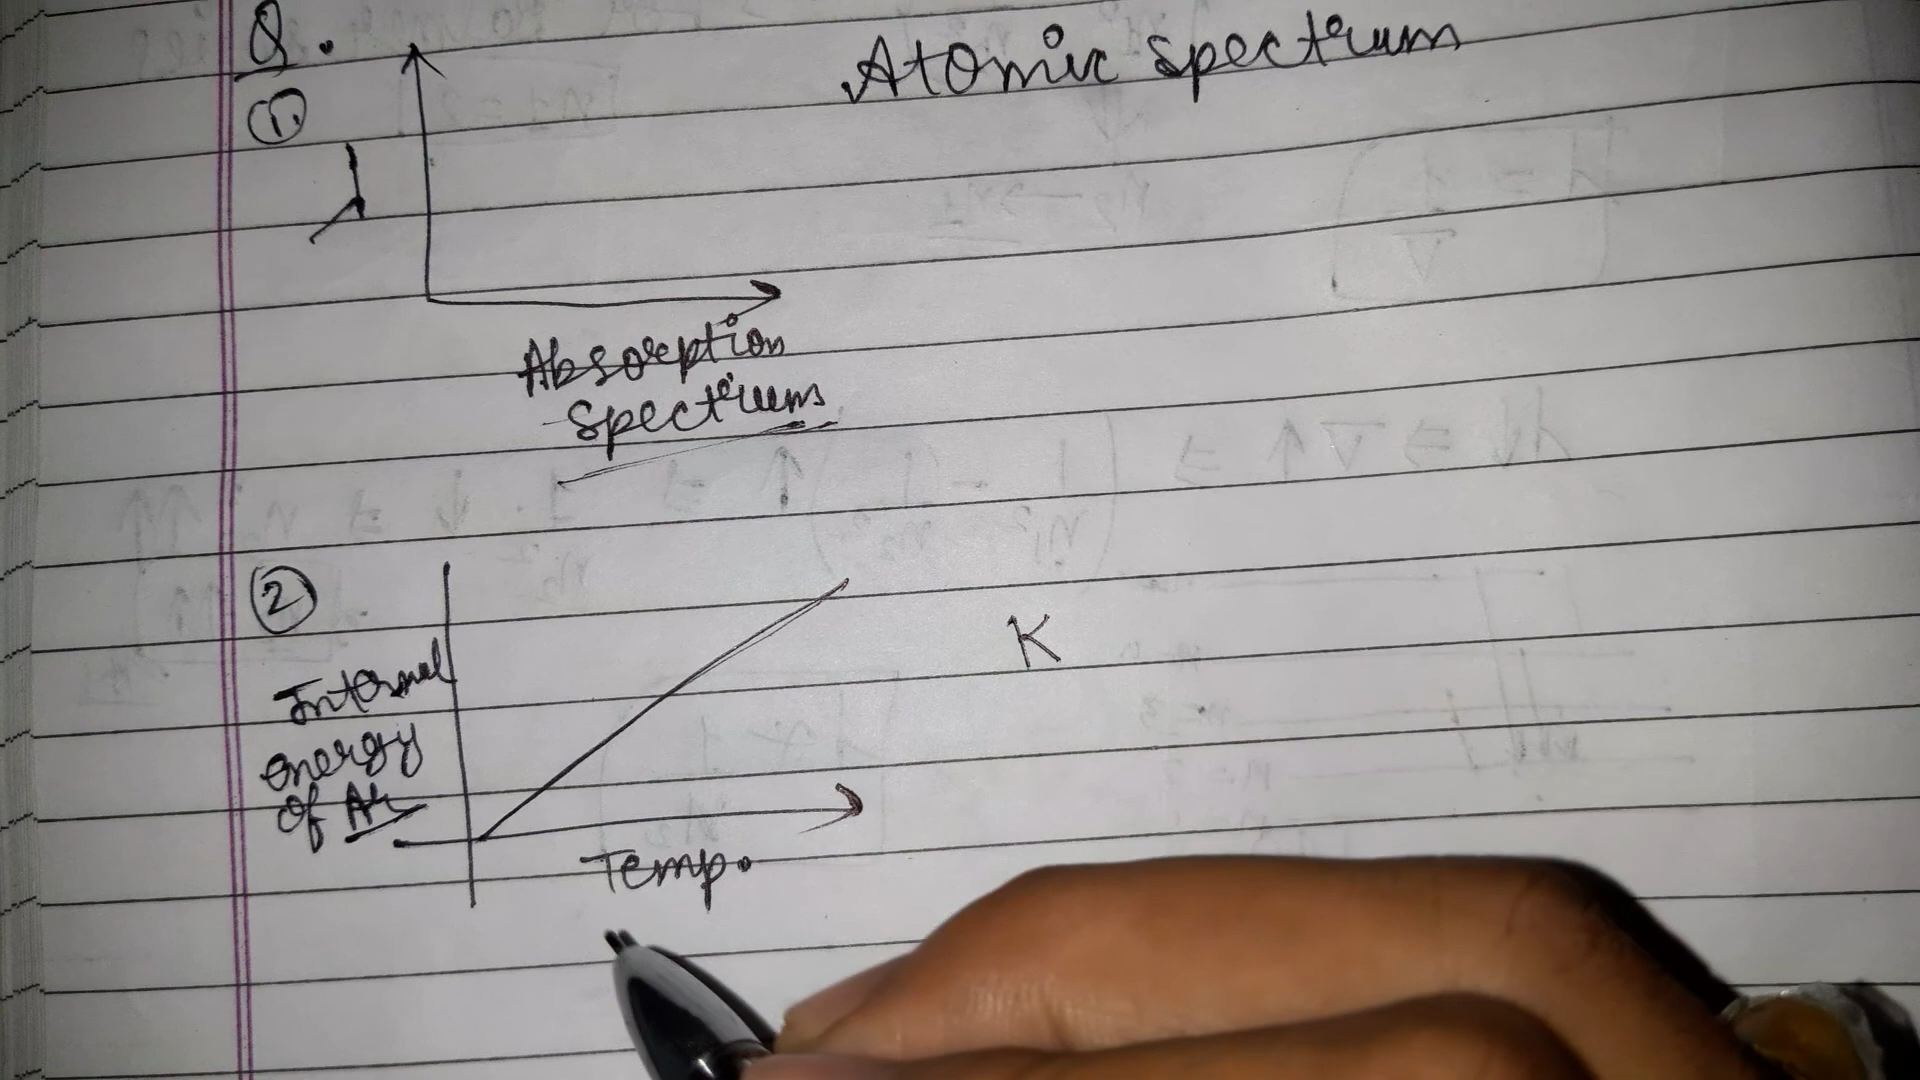 Q.
Atomic spectrum
①
λ
Absorption
Spectrum
②
Internal
energy
of Ar
K
Temp.